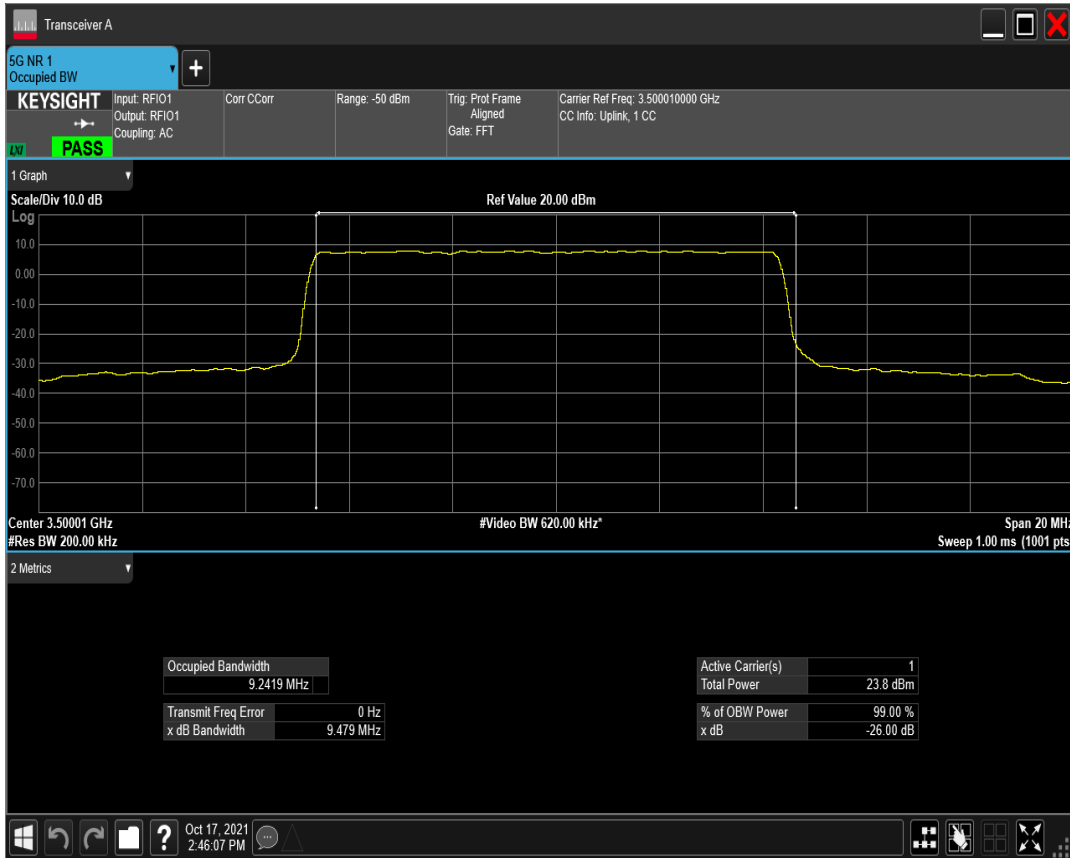 Transceiver A
5G NR 1
Occupied BW
+
KEYSIGHT
LXI
PASS
Input: RFIO1
Output: RFIO1
Coupling: AC
Corr CCorr
Range: -50 dBm
Trig: Prot Frame
Aligned
Gate: FFT
Carrier Ref Freq: 3.500010000 GHz
CC Info: Uplink, 1 CC
1 Graph
Scale/Div 10.0 dB
Ref Value 20.00 dBm
Log
10.0
0.00
-10.0
-20.0
-30.0
-40.0
-50.0
-60.0
-70.0
Center 3.50001 GHz
#Video BW 620.00 kHz*
Span 20 MHz
#Res BW 200.00 kHz
Sweep 1.00 ms (1001 pts
2 Metrics
Occupied Bandwidth
9.2419 MHz
Transmit Freq Error 0 Hz
x dB Bandwidth 9.479 MHz
Active Carrier(s) 1
Total Power 23.8 dBm
% of OBW Power 99.00 %
x dB -26.00 dB
?
Oct 17, 2021
2:46:07 PM